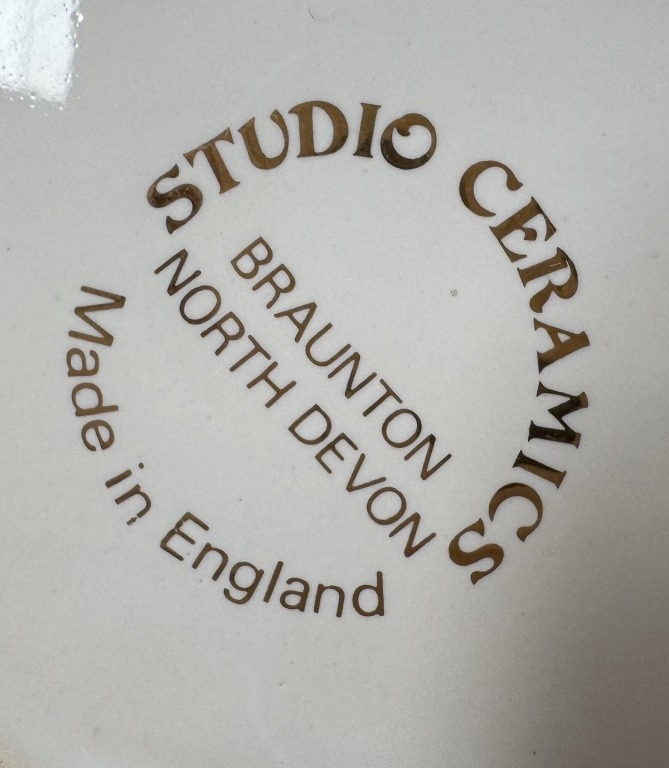 STUDIO CERAMICS
BRAUNTON
NORTH DEVON
Made in England